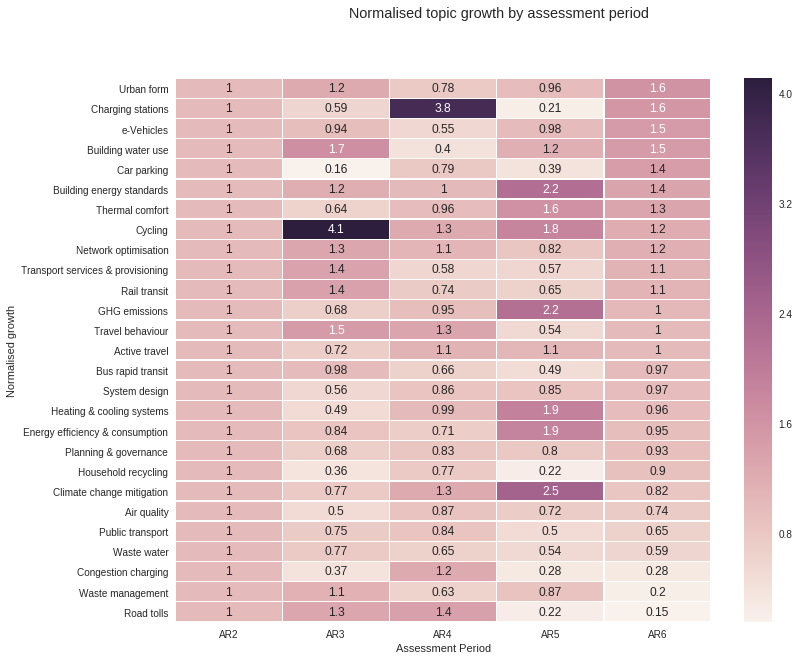 Normalised topic growth by assessment period
Urban form 1 1.2 0.78 0.96 1.6
Charging stations 1 0.59 3.8 0.21 1.6
e-Vehicles 1 0.94 0.55 0.98 1.5
Building water use 1 1.7 0.4 1.2 1.5
Car parking 1 0.16 0.79 0.39 1.4
Building energy standards 1 1.2 1 2.2 1.4
Thermal comfort 1 0.64 0.96 1.6 1.3
Cycling 1 4.1 1.3 1.8 1.2
Network optimisation 1 1.3 1.1 0.82 1.2
Transport services & provisioning 1 1.4 0.58 0.57 1.1
Rail transit 1 1.4 0.74 0.65 1.1
GHG emissions 1 0.68 0.95 2.2 1
Travel behaviour 1 1.5 1.3 0.54 1
Active travel 1 0.72 1.1 1.1 1
Bus rapid transit 1 0.98 0.66 0.49 0.97
System design 1 0.56 0.86 0.85 0.97
Heating & cooling systems 1 0.49 0.99 1.9 0.96
Energy efficiency & consumption 1 0.84 0.71 1.9 0.95
Planning & governance 1 0.68 0.83 0.8 0.93
Household recycling 1 0.36 0.77 0.22 0.9
Climate change mitigation 1 0.77 1.3 2.5 0.82
Air quality 1 0.5 0.87 0.72 0.74
Public transport 1 0.75 0.84 0.5 0.65
Waste water 1 0.77 0.65 0.54 0.59
Congestion charging 1 0.37 1.2 0.28 0.28
Waste management 1 1.1 0.63 0.87 0.2
Road tolls 1 1.3 1.4 0.22 0.15
AR2 AR3 AR4 AR5 AR6
Assessment Period
Normalised growth
4.0
3.2
2.4
1.6
0.8